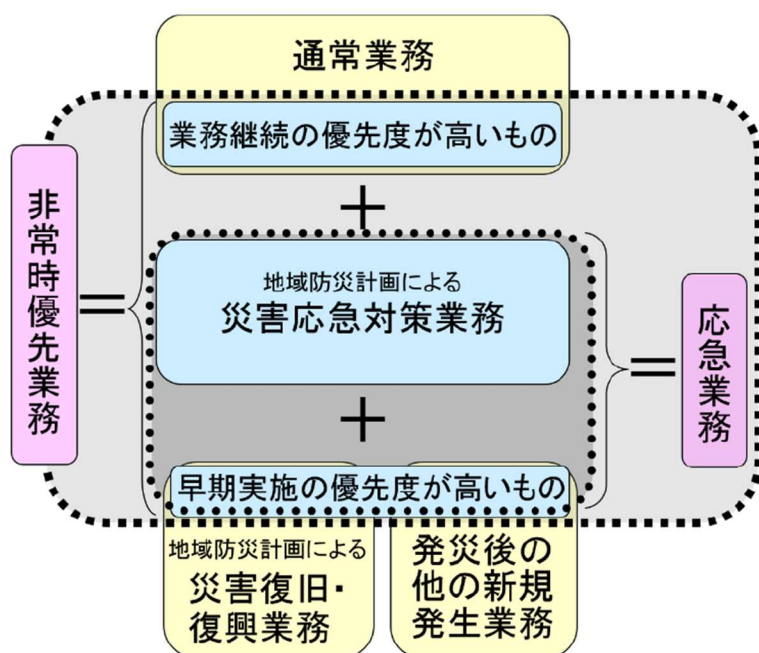 通常業務
業務継続の優先度が高いもの
+
非常時優先業務
=
地域防災計画による
災害応急対策業務
=
応急業務
+
早期実施の優先度が高いもの
地域防災計画による
災害復旧・
復興業務
発災後の
他の新規
発生業務